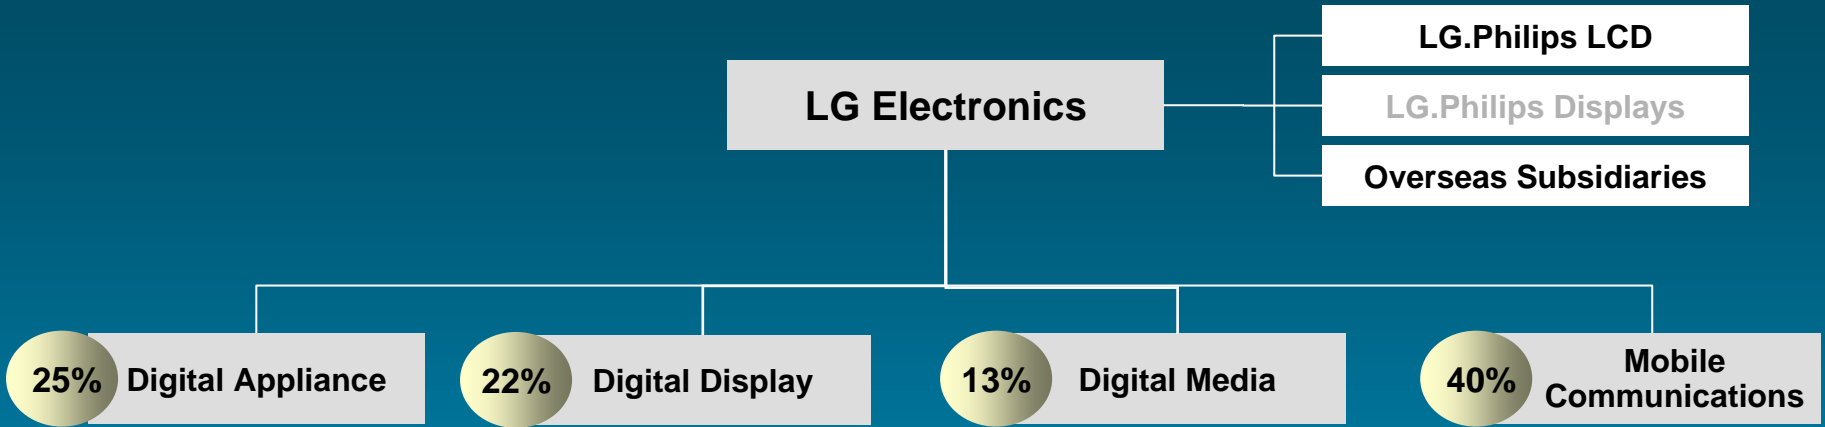 LG.Philips LCD
LG Electronics
LG.Philips Displays
Overseas Subsidiaries
25% Digital Appliance
22% Digital Display
13% Digital Media
40% Mobile
Communications